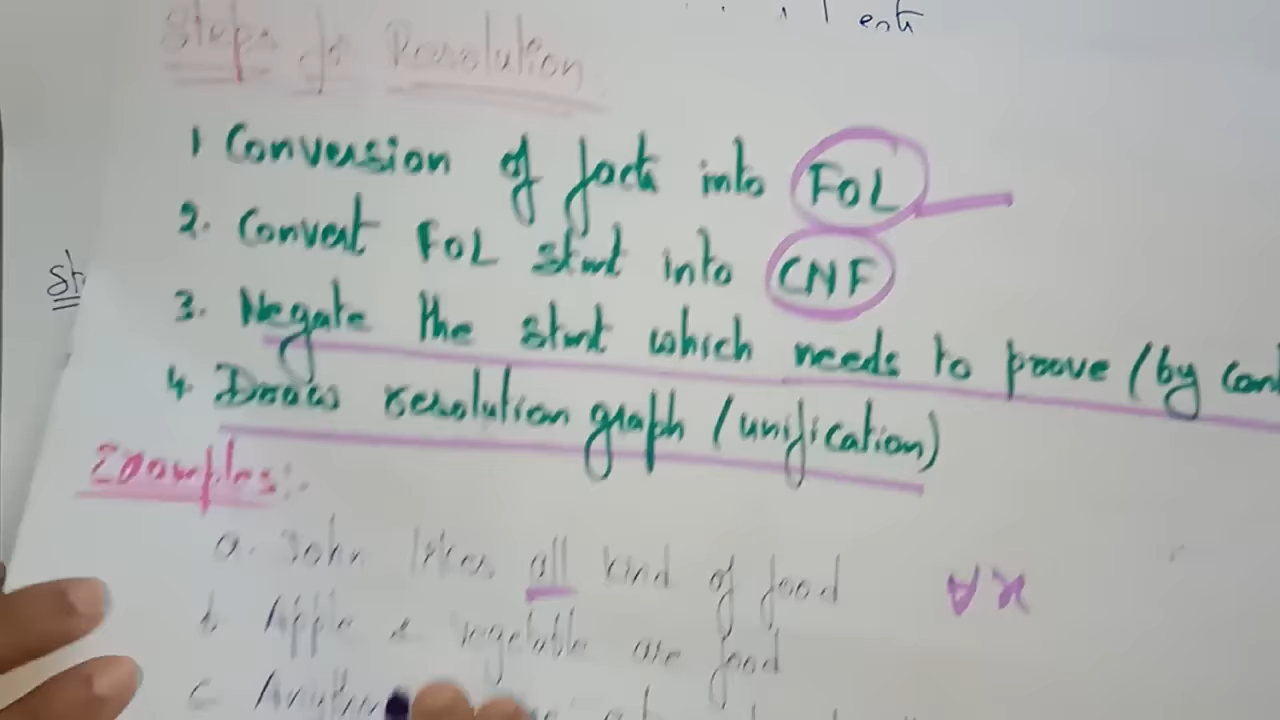 Steps for Resolution
1 Conversion of facts into FOL
2. Convert FOL stmt into CNF
3. Negate the stmt which needs to prove (by
4. Draw resolution graph (unification)
Examples:-
a. John likes all kind of food ∀x
b. Apple & vegetable are food
c